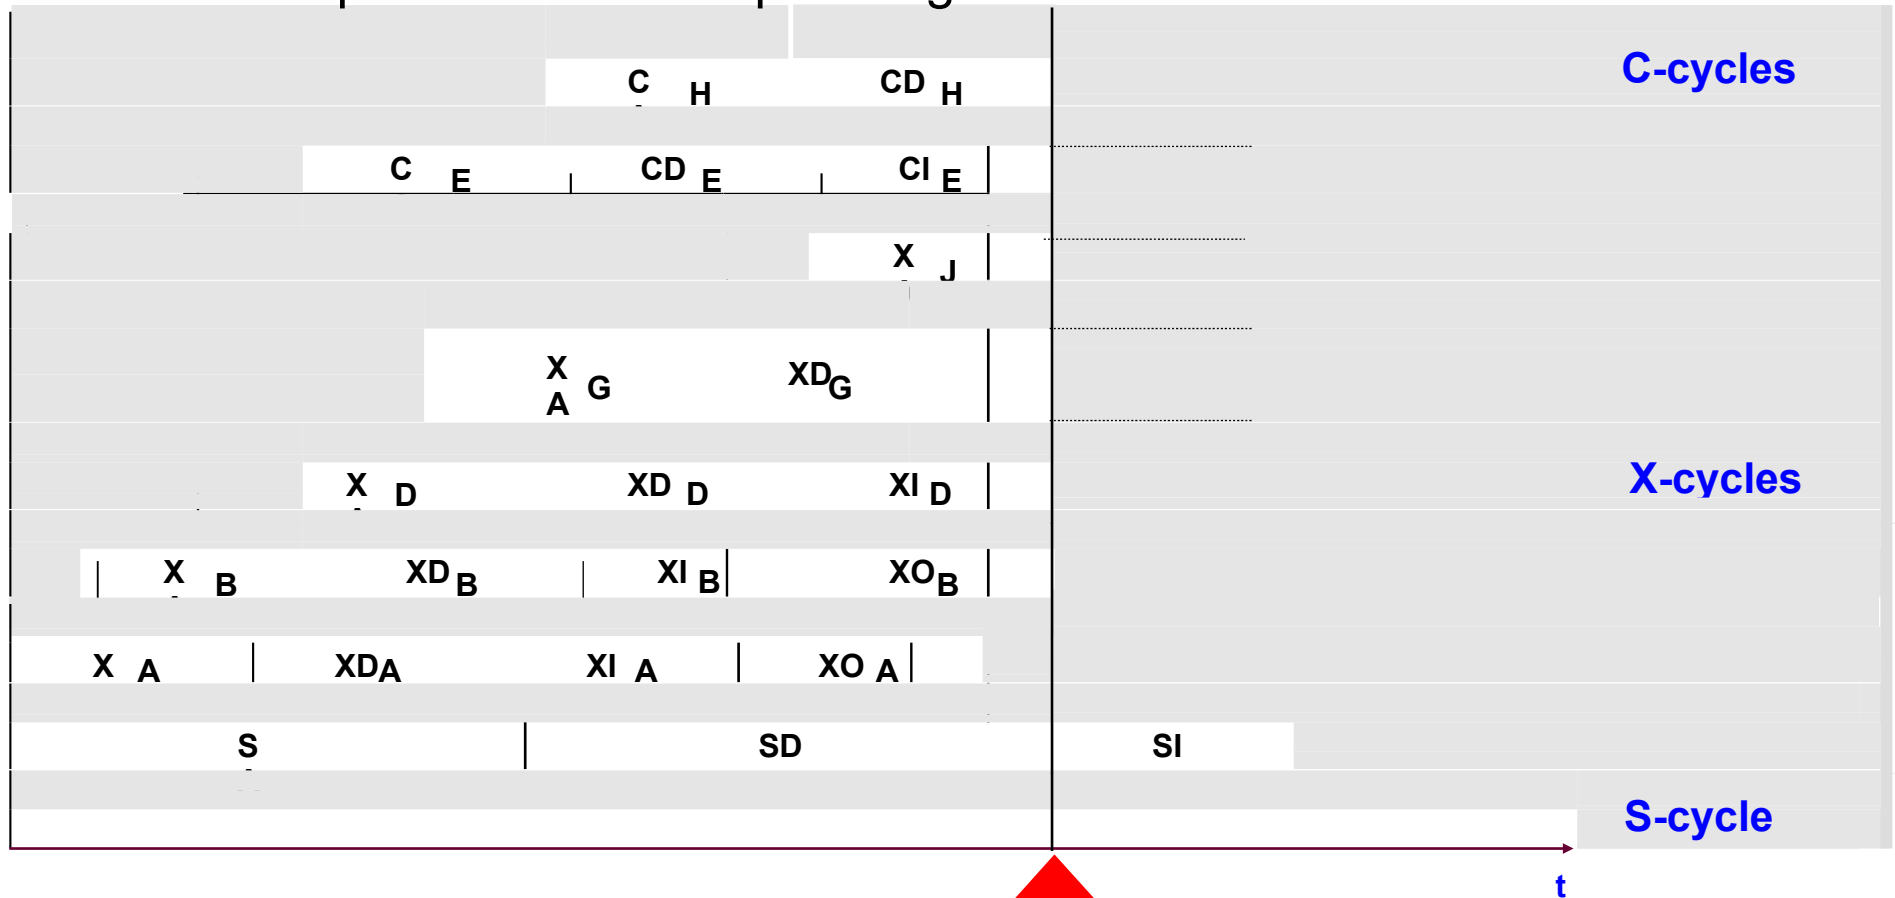 C H CD H C-cycles
C E CD E CI E
X J
X A G XD G
X D XD D XI D X-cycles
X B XD B XI B XO B
X A XD A XI A XO A
S SD SI
S-cycle
t